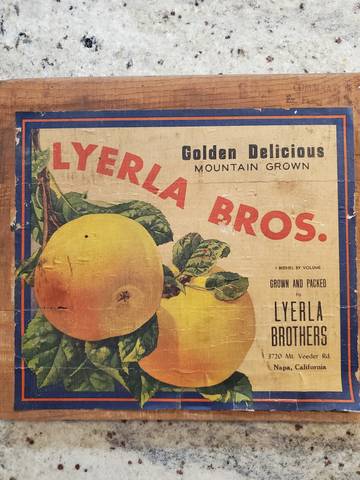 Golden Delicious
MOUNTAIN GROWN
LYERLA BROS.
1 BUSHEL BY VOLUME
GROWN AND PACKED
by
LYERLA
BROTHERS
3720 Mt. Veeder Rd.
Napa, California